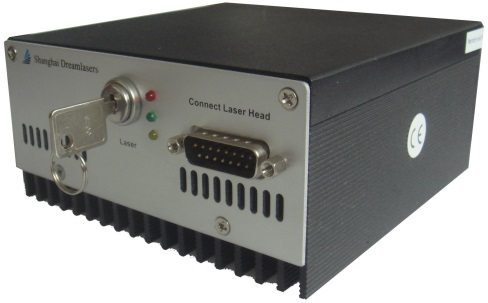 Shanghai Dreamlasers
Connect Laser Head
Laser
CE